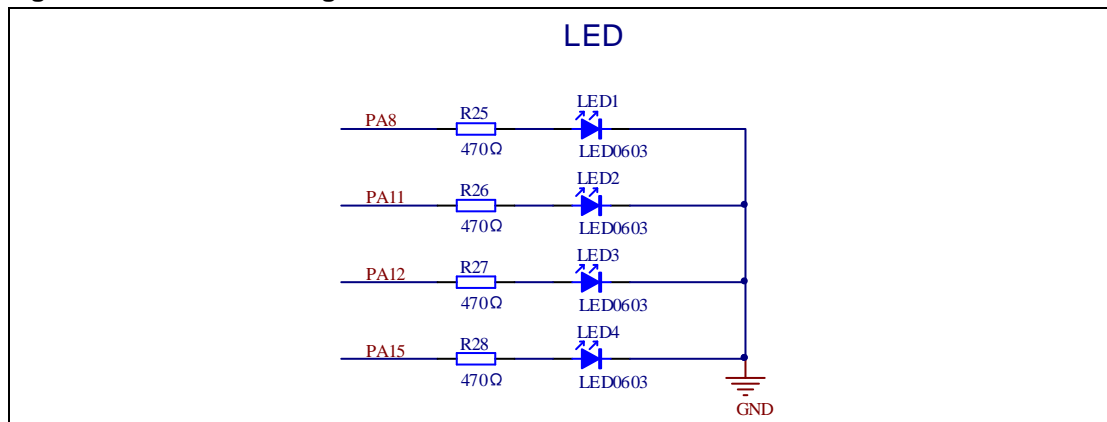 LED
LED1
PA8 R25
470Ω LED0603
LED2
PA11 R26
470Ω LED0603
LED3
PA12 R27
470Ω LED0603
LED4
PA15 R28
470Ω LED0603
GND